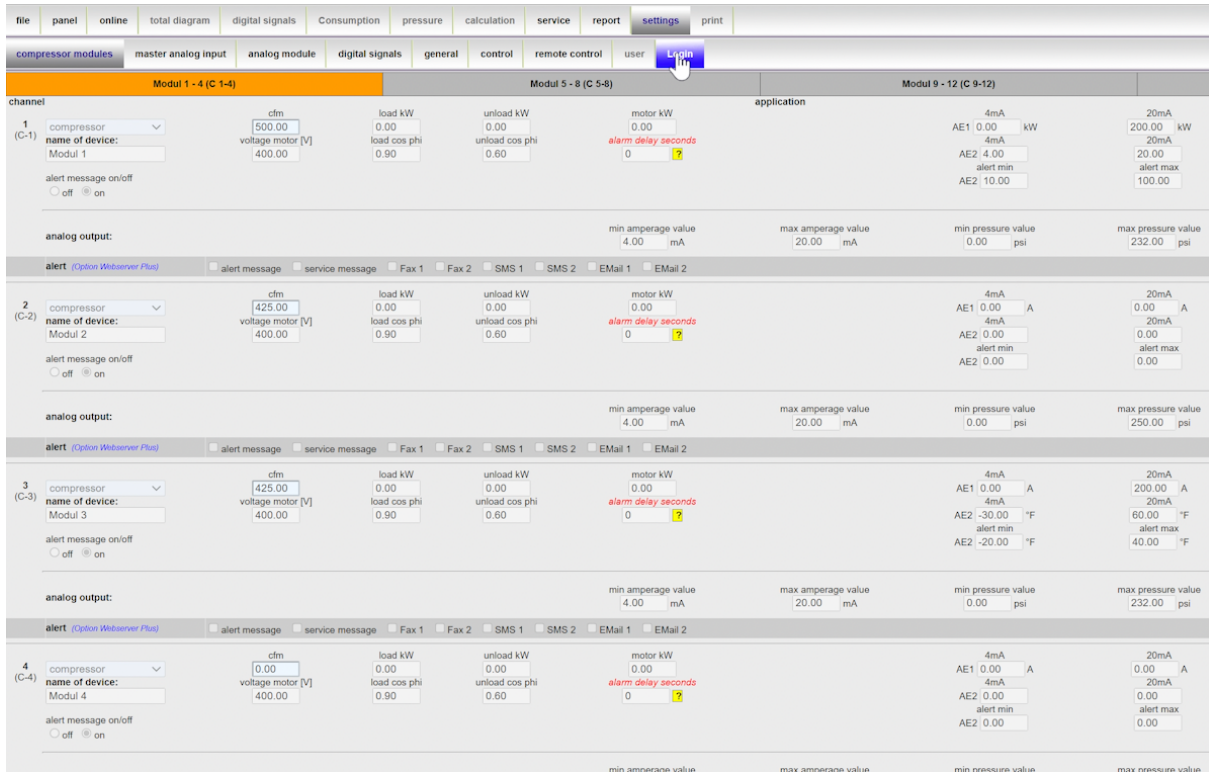 file panel online total diagram digital signals Consumption pressure calculation service report settings print
compressor modules master analog input analog module digital signals general control remote control user Login
Modul 1 - 4 (C 1-4) Modul 5 - 8 (C 5-8) Modul 9 - 12 (C 9-12)
channel application
cfm load kW unload kW motor kW 4mA 20mA
1 compressor 500.00 0.00 0.00 0.00 AE1 0.00 kW 200.00 kW
(C-1) name of device: voltage motor [V] load cos phi unload cos phi alarm delay seconds 4mA 20mA
Modul 1 400.00 0.90 0.60 0 ? AE2 4.00 20.00
alert min alert max
alert message on/off AE2 10.00 100.00
off on
min amperage value max amperage value min pressure value max pressure value
analog output: 4.00 mA 20.00 mA 0.00 psi 232.00 psi
alert (Option Webserver Plus) alert message service message Fax 1 Fax 2 SMS 1 SMS 2 EMail 1 EMail 2
cfm load kW unload kW motor kW 4mA 20mA
2 compressor 425.00 0.00 0.00 0.00 AE1 0.00 A 0.00 A
(C-2) name of device: voltage motor [V] load cos phi unload cos phi alarm delay seconds 4mA 20mA
Modul 2 400.00 0.90 0.60 0 ? AE2 0.00 0.00
alert min alert max
alert message on/off AE2 0.00 0.00
off on
min amperage value max amperage value min pressure value max pressure value
analog output: 4.00 mA 20.00 mA 0.00 psi 250.00 psi
alert (Option Webserver Plus) alert message service message Fax 1 Fax 2 SMS 1 SMS 2 EMail 1 EMail 2
cfm load kW unload kW motor kW 4mA 20mA
3 compressor 425.00 0.00 0.00 0.00 AE1 0.00 A 200.00 A
(C-3) name of device: voltage motor [V] load cos phi unload cos phi alarm delay seconds 4mA 20mA
Modul 3 400.00 0.90 0.60 0 ? AE2 -30.00 °F 60.00 °F
alert min alert max
alert message on/off AE2 -20.00 °F 40.00 °F
off on
min amperage value max amperage value min pressure value max pressure value
analog output: 4.00 mA 20.00 mA 0.00 psi 232.00 psi
alert (Option Webserver Plus) alert message service message Fax 1 Fax 2 SMS 1 SMS 2 EMail 1 EMail 2
cfm load kW unload kW motor kW 4mA 20mA
4 compressor 0.00 0.00 0.00 0.00 AE1 0.00 A 0.00 A
(C-4) name of device: voltage motor [V] load cos phi unload cos phi alarm delay seconds 4mA 20mA
Modul 4 400.00 0.90 0.60 0 ? AE2 0.00 0.00
alert min alert max
alert message on/off AE2 0.00 0.00
off on
min amperage value max amperage value min pressure value max pressure value